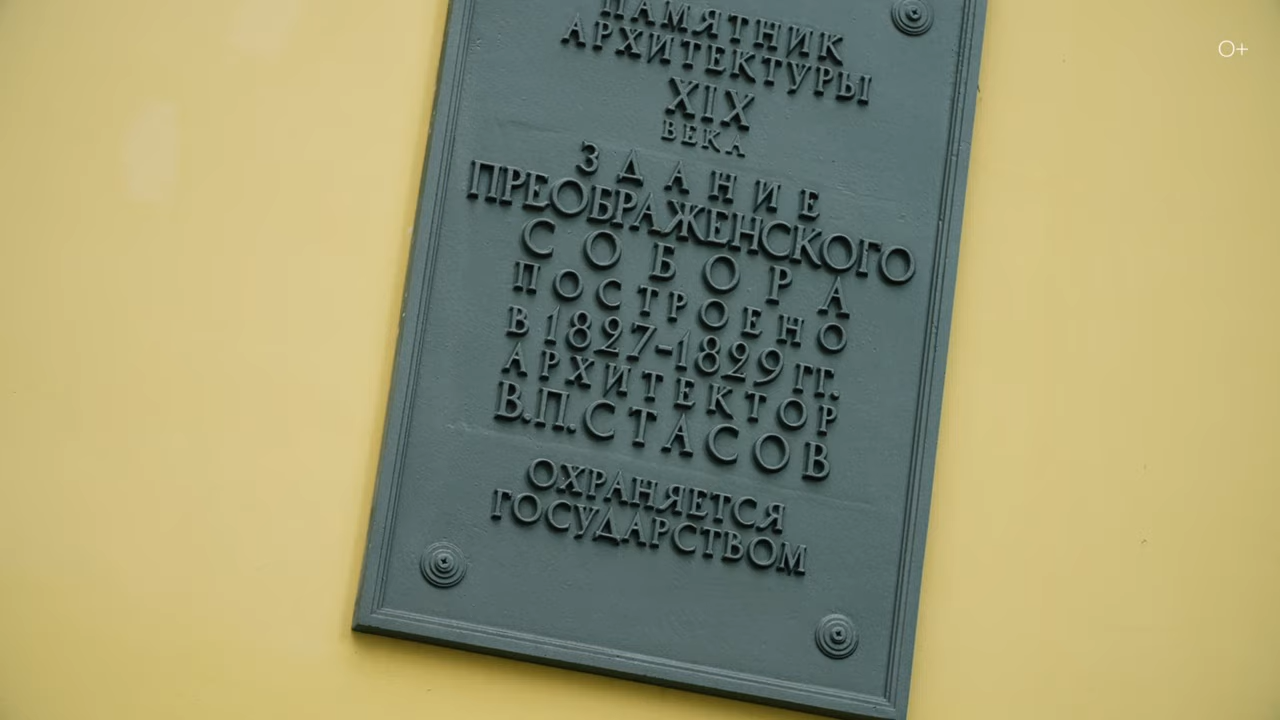 ПАМЯТНИК
АРХИТЕКТУРЫ
XIX
ВЕКА
ЗДАНИЕ
ПРЕОБРАЖЕНСКОГО
СОБОРА
ПОСТРОЕНО
В 1827-1829 ГГ.
АРХИТЕКТОР
В.П.СТАСОВ
ОХРАНЯЕТСЯ
ГОСУДАРСТВОМ
0+